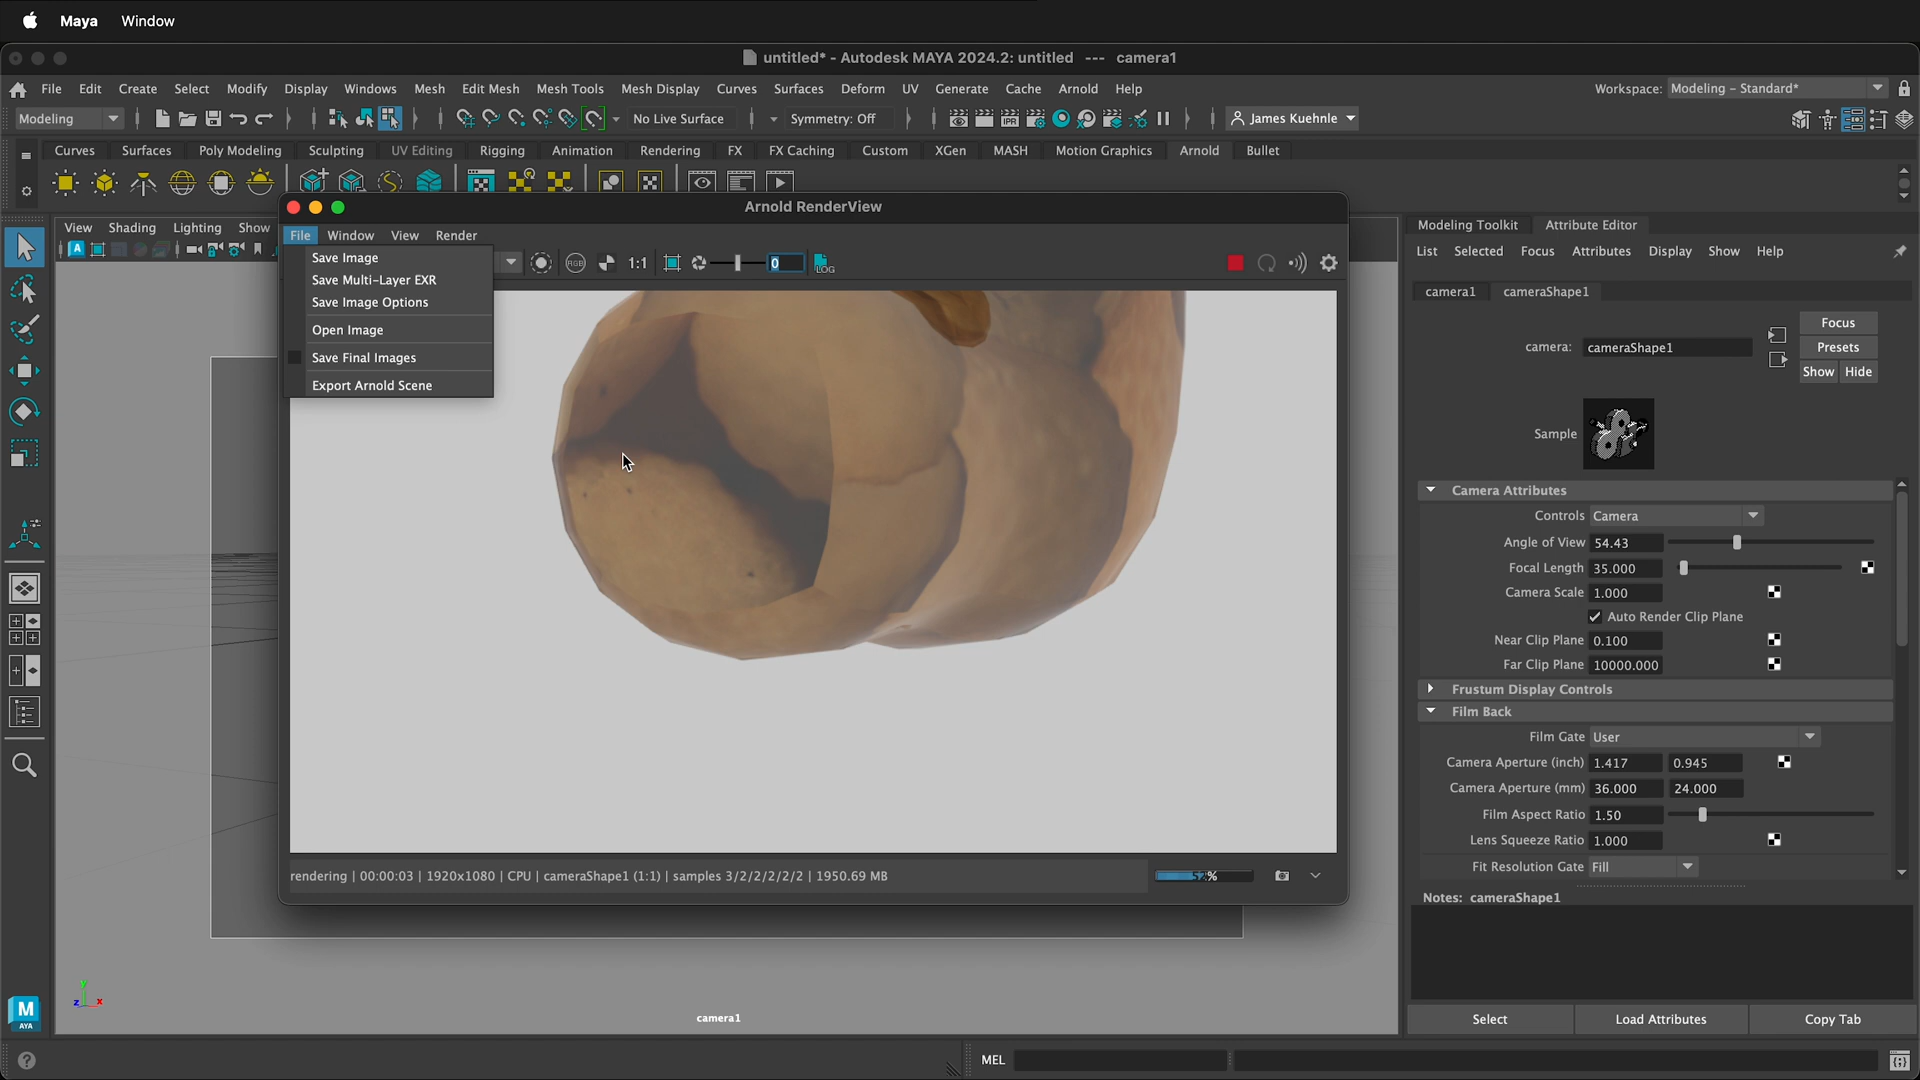 Maya Window
untitled* - Autodesk MAYA 2024.2: untitled --- camera1
File Edit Create Select Modify Display Windows Mesh Edit Mesh Mesh Tools Mesh Display Curves Surfaces Deform UV Generate Cache Arnold Help Workspace: Modeling - Standard*
Modeling No Live Surface Symmetry: Off IPR James Kuehnle
Curves Surfaces Poly Modeling Sculpting UV Editing Rigging Animation Rendering FX FX Caching Custom XGen MASH Motion Graphics Arnold Bullet
Arnold RenderView
View Shading Lighting Show
File Window View Render
Save Image
Save Multi-Layer EXR
Save Image Options
Open Image
Save Final Images
Export Arnold Scene
RGB 1:1 0 LOG
rendering | 00:00:03 | 1920x1080 | CPU | cameraShape1 (1:1) | samples 3/2/2/2/2/2 | 1950.69 MB
52%
camera1
Modeling Toolkit Attribute Editor
List Selected Focus Attributes Display Show Help
camera1 cameraShape1
camera: cameraShape1
Focus
Presets
Show Hide
Sample
Camera Attributes
Controls Camera
Angle of View 54.43
Focal Length 35.000
Camera Scale 1.000
Auto Render Clip Plane
Near Clip Plane 0.100
Far Clip Plane 10000.000
Frustum Display Controls
Film Back
Film Gate User
Camera Aperture (inch) 1.417 0.945
Camera Aperture (mm) 36.000 24.000
Film Aspect Ratio 1.50
Lens Squeeze Ratio 1.000
Fit Resolution Gate Fill
Notes: cameraShape1
Select Load Attributes Copy Tab
y
z x
M
AYA
MEL